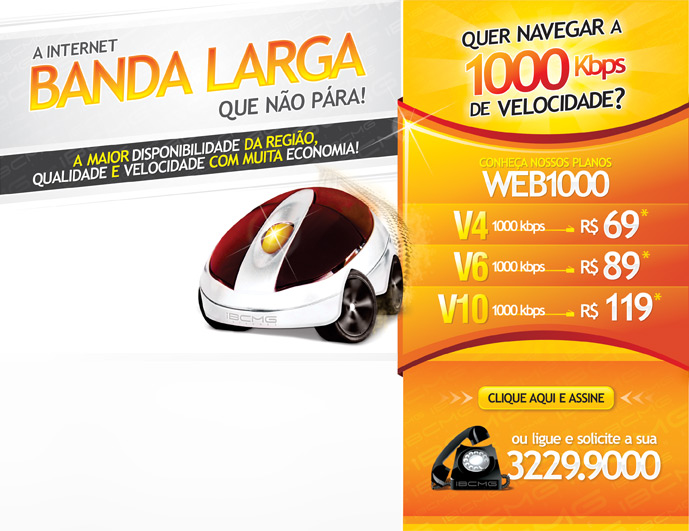 A INTERNET
BANDA LARGA
QUE NÃO PÁRA!
A MAIOR DISPONIBILIDADE DA REGIÃO,
QUALIDADE E VELOCIDADE COM MUITA ECONOMIA!
IBCMG
QUER NAVEGAR A
1000 Kbps
DE VELOCIDADE?
CONHEÇA NOSSOS PLANOS
WEB1000
V4 1000 kbps R$ 69*
V6 1000 kbps R$ 89*
V10 1000 kbps R$ 119*
CLIQUE AQUI E ASSINE
ou ligue e solicite a sua
3229.9000
IBCMG